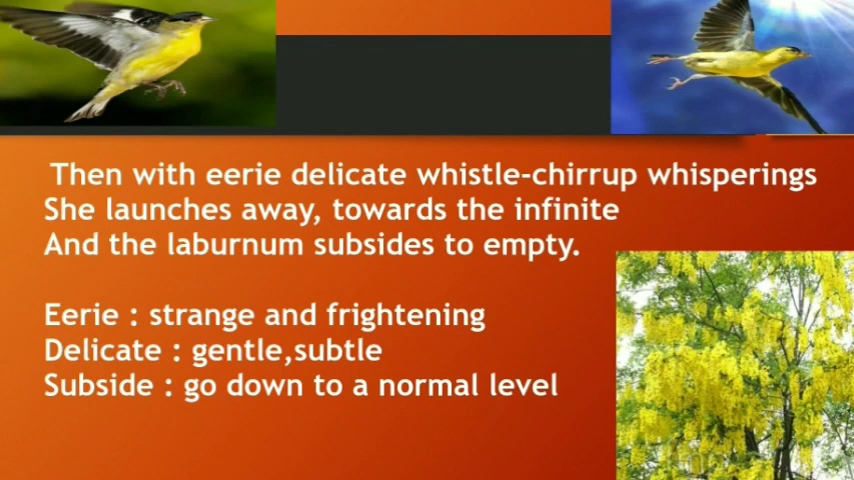 Then with eerie delicate whistle-chirrup whisperings
She launches away, towards the infinite
And the laburnum subsides to empty.
Eerie : strange and frightening
Delicate : gentle,subtle
Subside : go down to a normal level